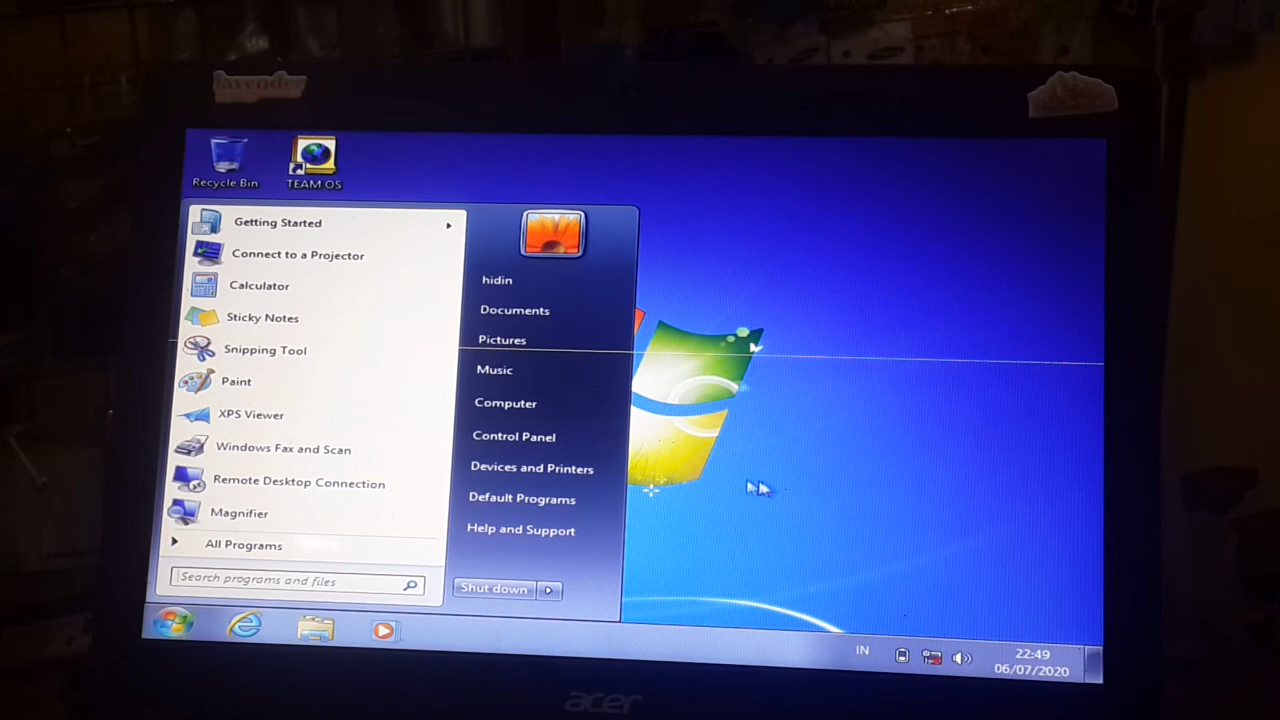 lavender
Recycle Bin
TEAM OS
Getting Started
Connect to a Projector
Calculator
Sticky Notes
Snipping Tool
Paint
XPS Viewer
Windows Fax and Scan
Remote Desktop Connection
Magnifier
All Programs
Search programs and files
hidin
Documents
Pictures
Music
Computer
Control Panel
Devices and Printers
Default Programs
Help and Support
Shut down
IN
22:49
06/07/2020
acer